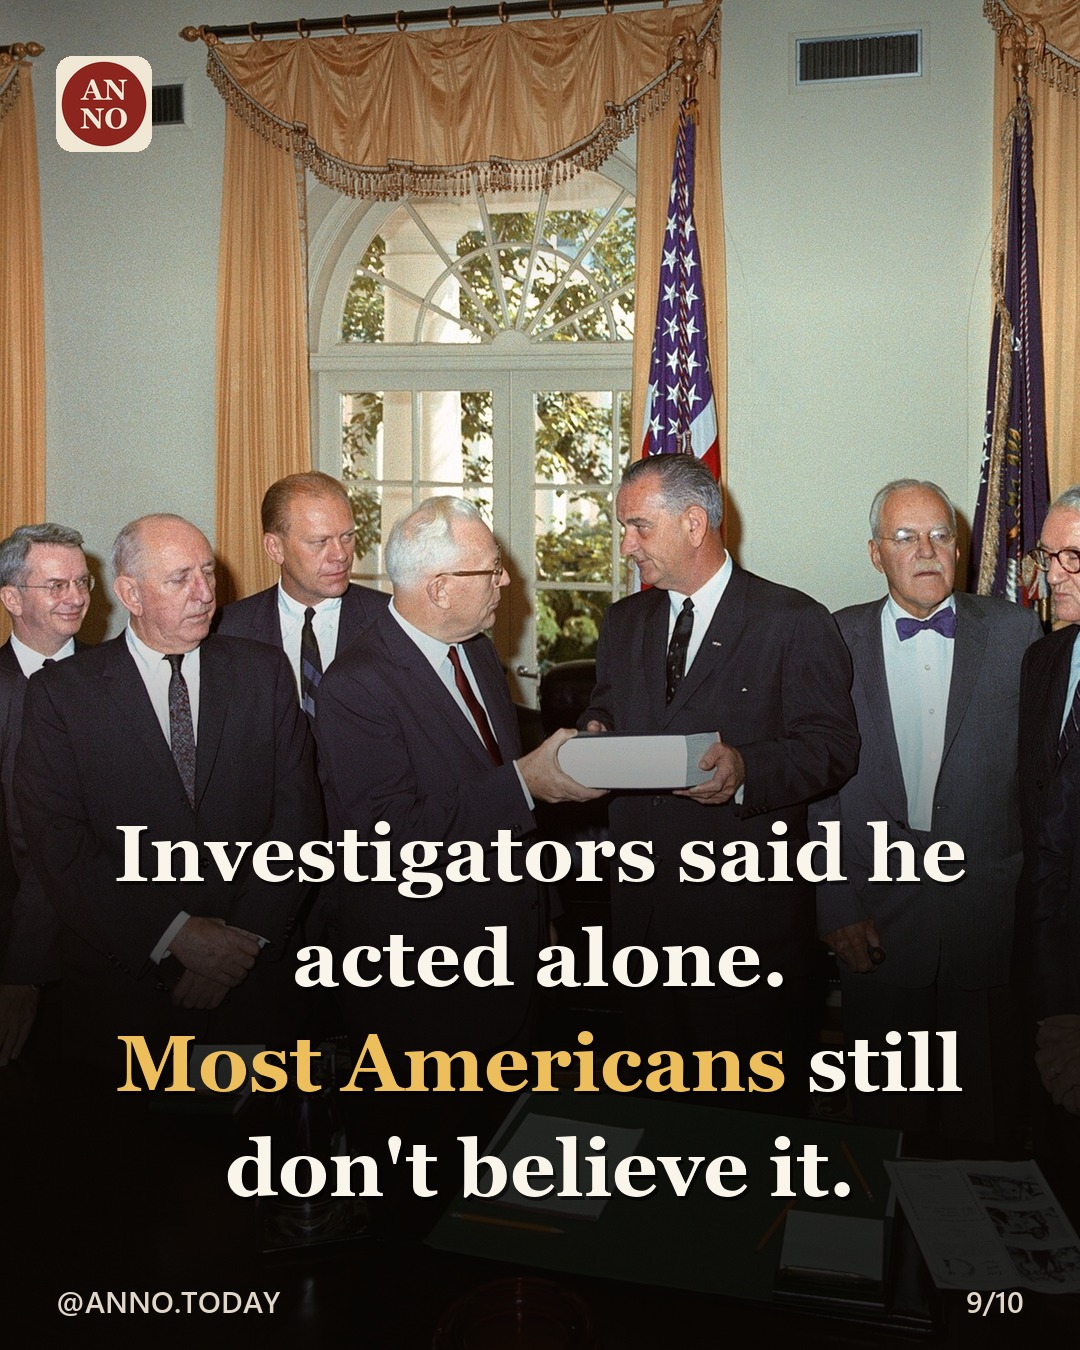 AN
NO
Investigators said he
acted alone.
Most Americans still
don't believe it.
@ANNO.TODAY
9/10